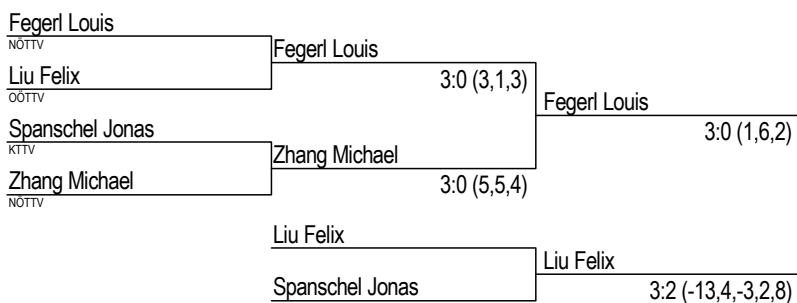 Fegerl Louis
NÖTTV
Fegerl Louis
Liu Felix
OÖTTV
3:0 (3,1,3)
Fegerl Louis
Spanschel Jonas
KTTV
3:0 (1,6,2)
Zhang Michael
Zhang Michael
NÖTTV
3:0 (5,5,4)
Liu Felix
Liu Felix
Spanschel Jonas
3:2 (-13,4,-3,2,8)